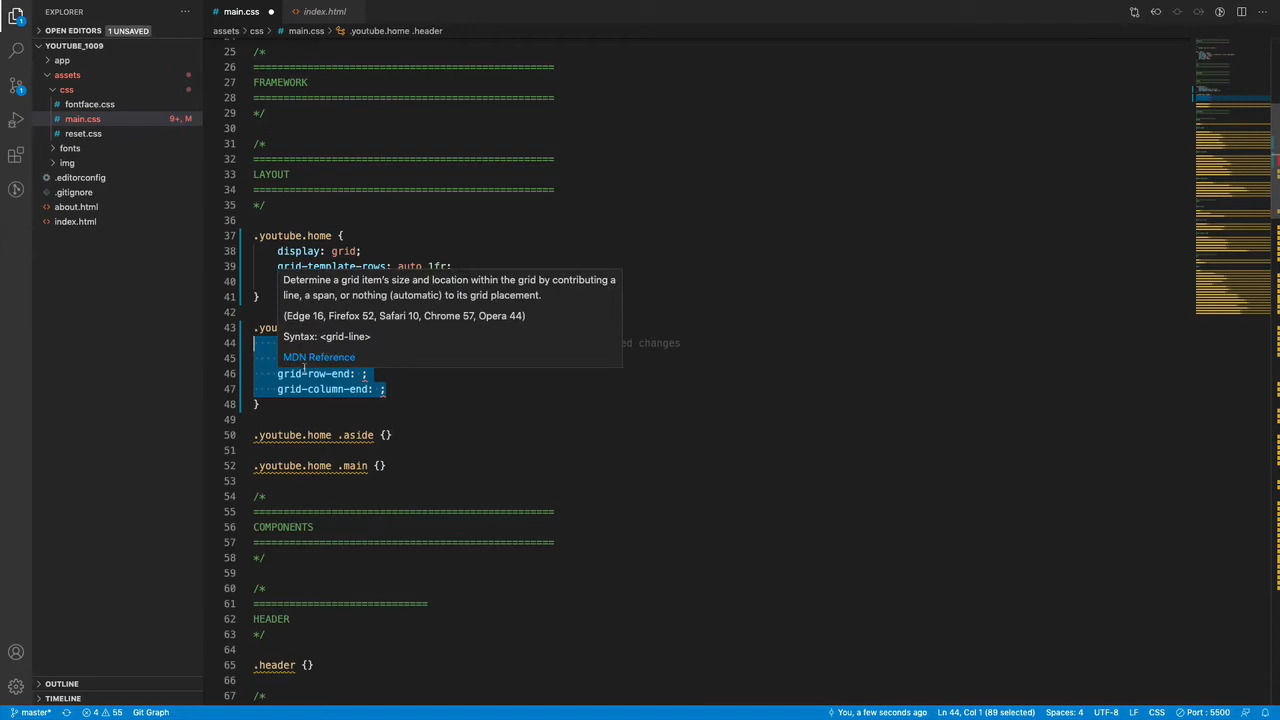 EXPLORER
···
OPEN EDITORS 1 UNSAVED
YOUTUBE_1009
app
assets
css
# fontface.css
# main.css 9+, M
# reset.css
fonts
img
.editorconfig
.gitignore
<> about.html
<> index.html
OUTLINE
TIMELINE
# main.css ●
<> index.html
assets > css > # main.css > .youtube.home .header
25 /*
26 ==================================================
27 FRAMEWORK
28 ==================================================
29 */
30
31 /*
32 ==================================================
33 LAYOUT
34 ==================================================
35 */
36
37 .youtube.home {
38 display: grid;
39 grid-template-rows: auto 1fr;
40
41 }
42
Determine a grid item's size and location within the grid by contributing a
line, a span, or nothing (automatic) to its grid placement.
(Edge 16, Firefox 52, Safari 10, Chrome 57, Opera 44)
Syntax: <grid-line>
MDN Reference
43 .you
44 ed changes
45
46 grid-row-end: ;
47 grid-column-end: ;
48 }
49
50 .youtube.home .aside {}
51
52 .youtube.home .main {}
53
54 /*
55 ==================================================
56 COMPONENTS
57 ==================================================
58 */
59
60 /*
61 =============================
62 HEADER
63 */
64
65 .header {}
66
67 /*
master* 4 55 Git Graph You, a few seconds ago Ln 44, Col 1 (89 selected) Spaces: 4 UTF-8 LF CSS Port : 5500